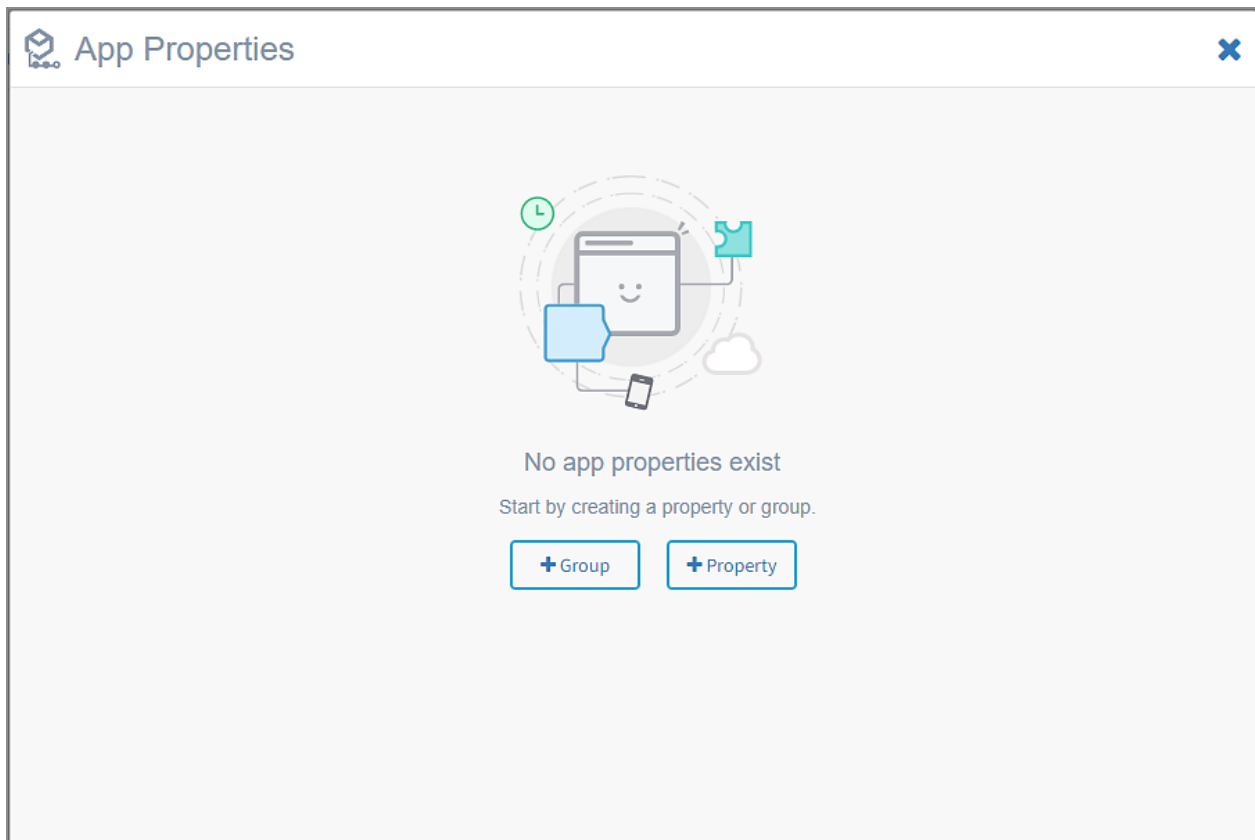 App Properties
No app properties exist
Start by creating a property or group.
Group
Property